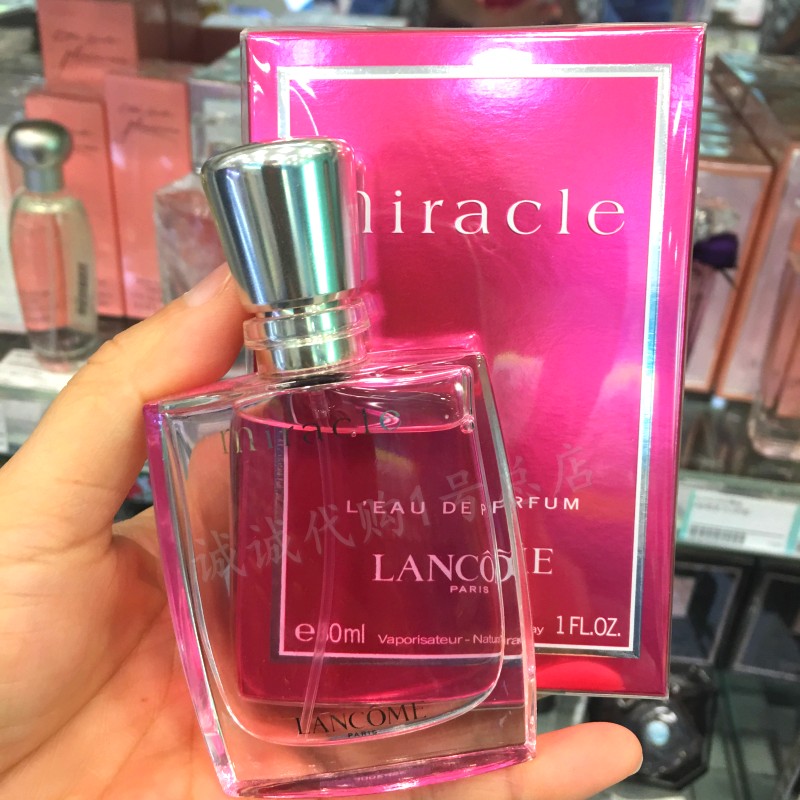 miracle
miracle
L'EAU DE PARFUM
诚诚代购1号总店
LANCÔME
PARIS
e30ml Vaporisateur - Natural Spray 1 FL.OZ.
LANCÔME
PARIS